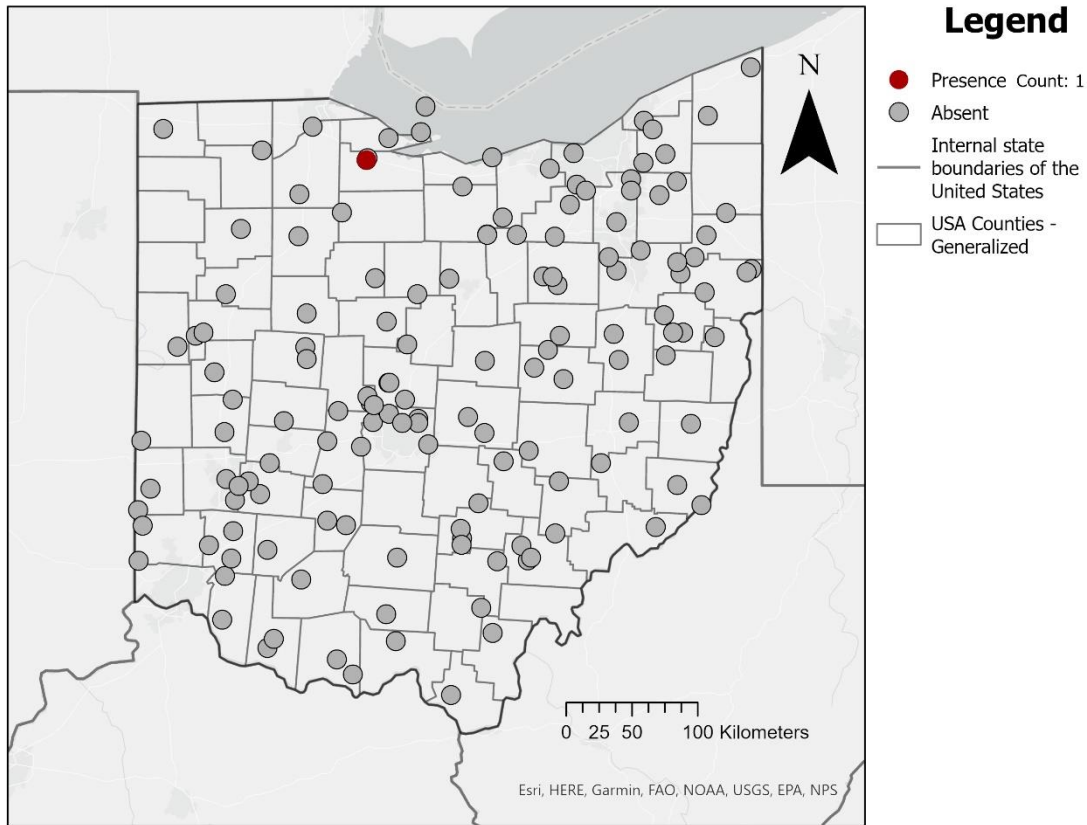 Legend
Presence Count: 1
Absent
Internal state
boundaries of the
United States
USA Counties -
Generalized
N
0 25 50 100 Kilometers
Esri, HERE, Garmin, FAO, NOAA, USGS, EPA, NPS